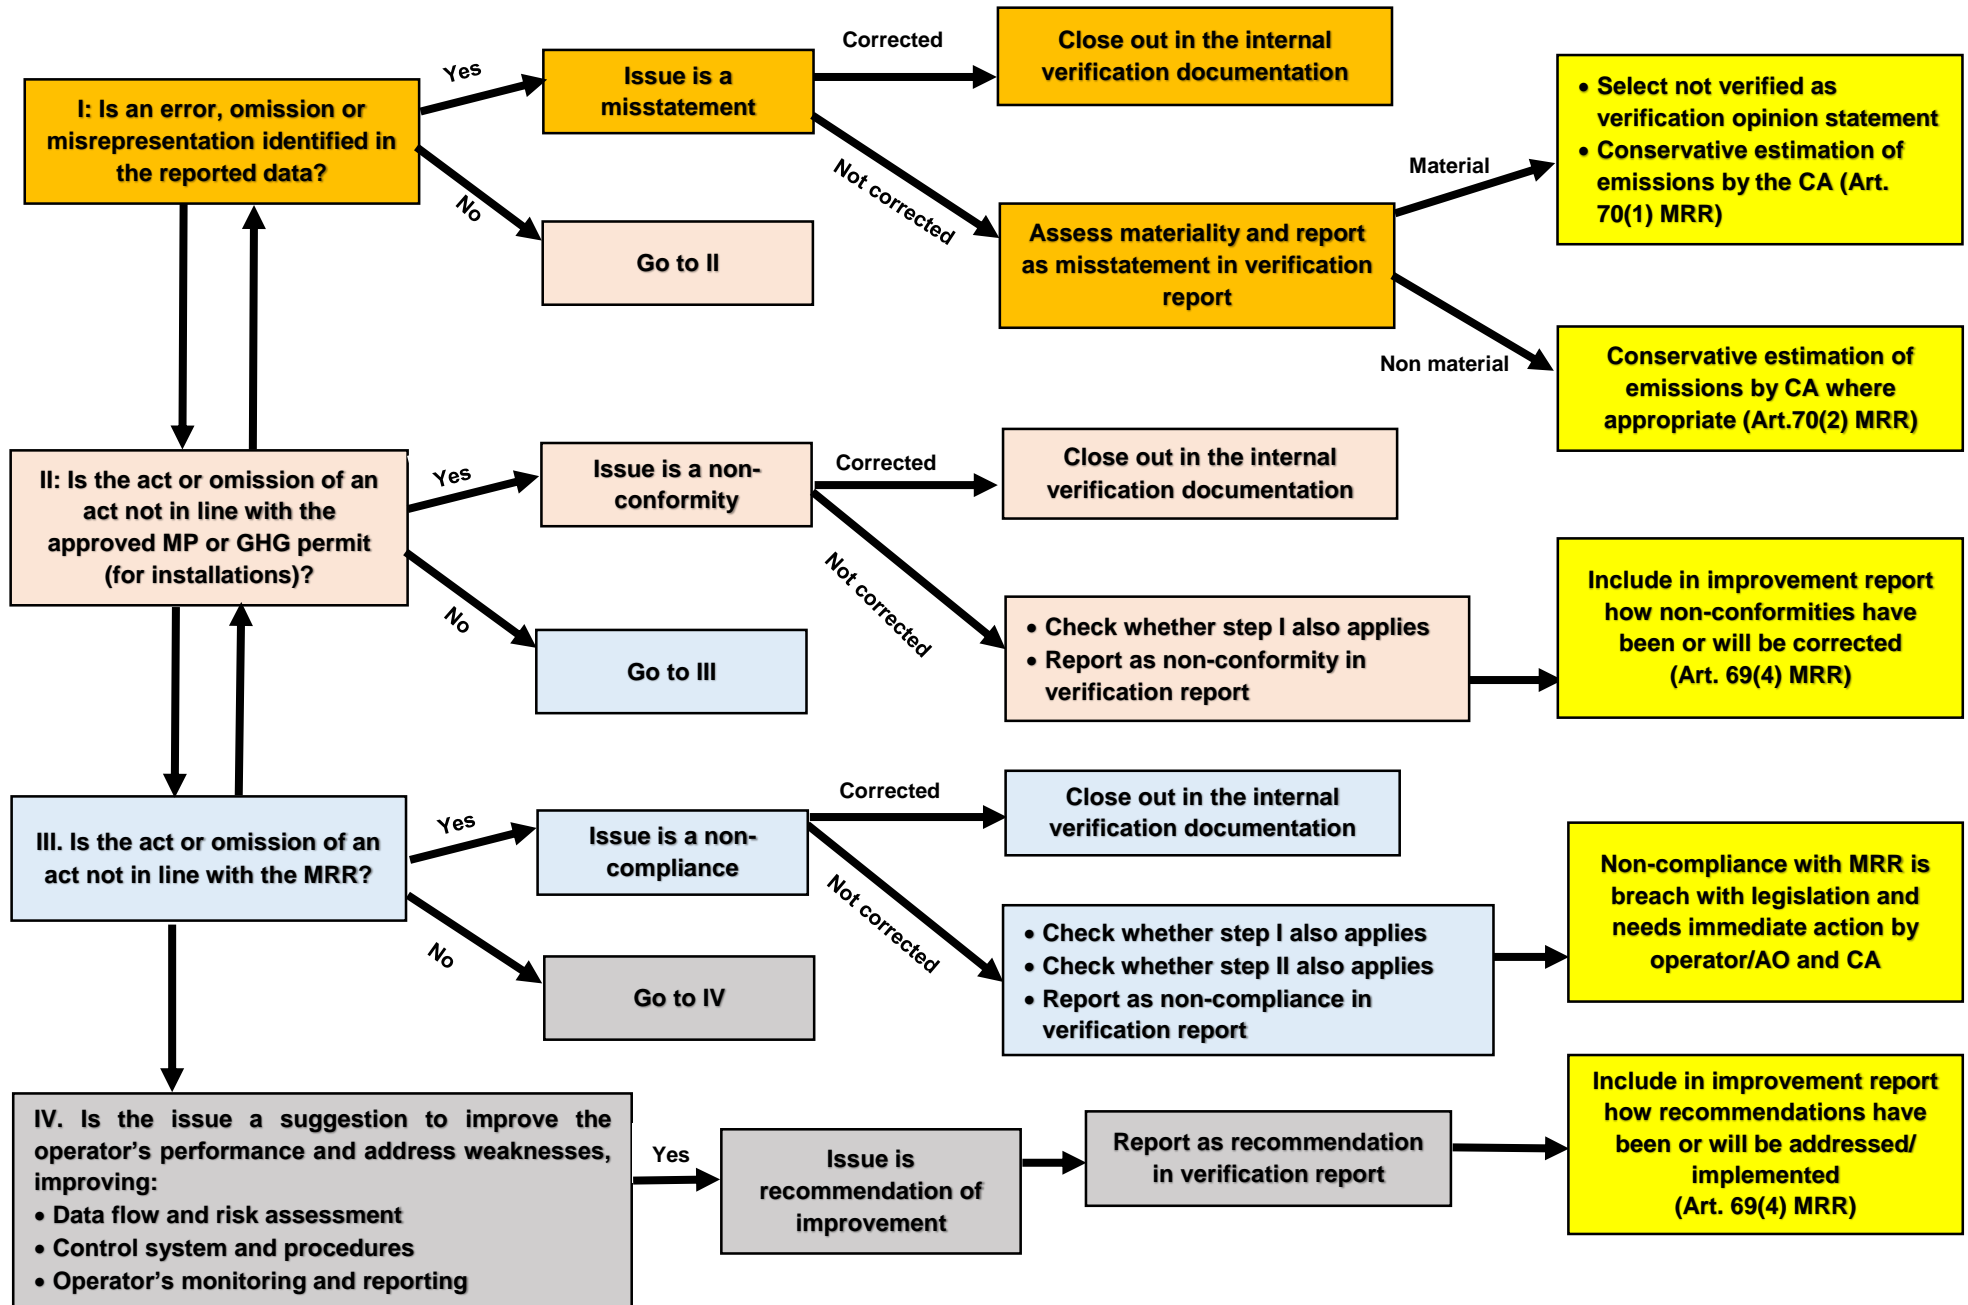 I: Is an error, omission or
misrepresentation identified in
the reported data?
Yes
Issue is a
misstatement
Corrected
Close out in the internal
verification documentation
No
Go to II
Not corrected
Assess materiality and report
as misstatement in verification
report
Material
• Select not verified as
verification opinion statement
• Conservative estimation of
emissions by the CA (Art.
70(1) MRR)
Non material
Conservative estimation of
emissions by CA where
appropriate (Art.70(2) MRR)
II: Is the act or omission of an
act not in line with the
approved MP or GHG permit
(for installations)?
Yes
Issue is a non-
conformity
Corrected
Close out in the internal
verification documentation
No
Go to III
Not corrected
• Check whether step I also applies
• Report as non-conformity in
verification report
Include in improvement report
how non-conformities have
been or will be corrected
(Art. 69(4) MRR)
III. Is the act or omission of an
act not in line with the MRR?
Yes
Issue is a non-
compliance
Corrected
Close out in the internal
verification documentation
No
Go to IV
Not corrected
• Check whether step I also applies
• Check whether step II also applies
• Report as non-compliance in
verification report
Non-compliance with MRR is
breach with legislation and
needs immediate action by
operator/AO and CA
IV. Is the issue a suggestion to improve the
operator’s performance and address weaknesses,
improving:
• Data flow and risk assessment
• Control system and procedures
• Operator’s monitoring and reporting
Yes
Issue is
recommendation of
improvement
Report as recommendation
in verification report
Include in improvement report
how recommendations have
been or will be addressed/
implemented
(Art. 69(4) MRR)